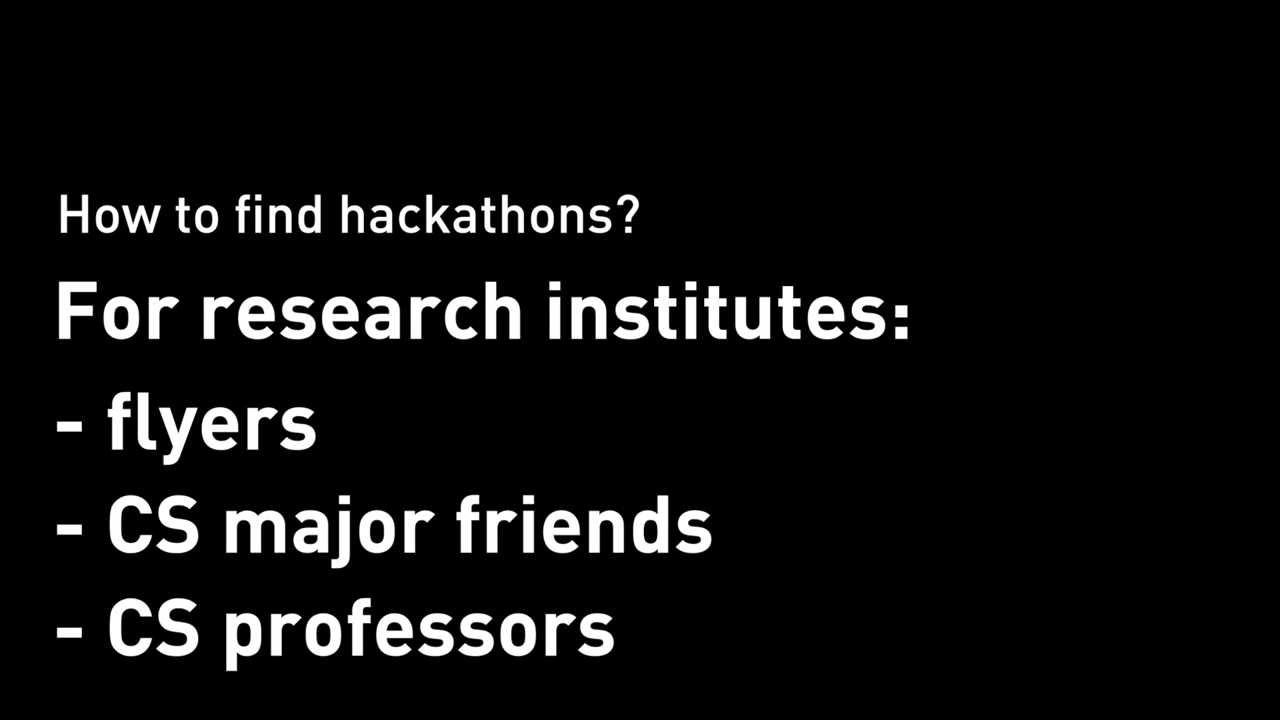 How to find hackathons?
For research institutes:
- flyers
- CS major friends
- CS professors